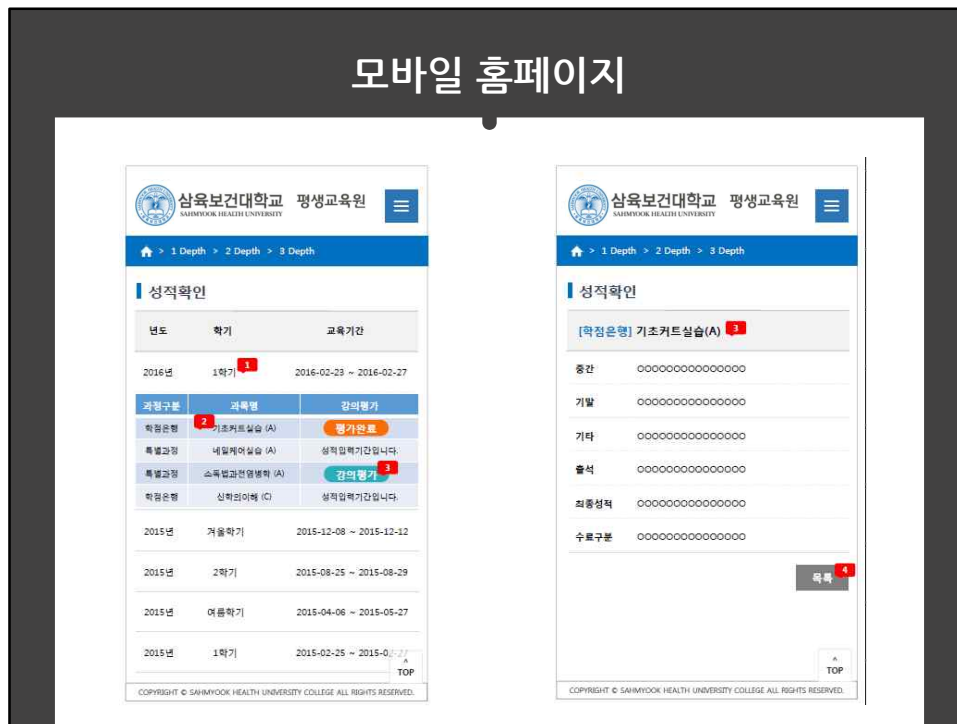 모바일 홈페이지
삼육보건대학교 평생교육원
SAHMYOOK HEALTH UNIVERSITY
> 1 Depth > 2 Depth > 3 Depth
성적확인
년도 학기 교육기간
2016년 1학기 1 2016-02-23 ~ 2016-02-27
과정구분 과목명 강의평가
학점은행 2 기초커트실습 (A) 평가완료
특별과정 네일케어실습 (A) 성적입력기간입니다.
특별과정 소독법과전염병학 (A) 강의평가 3
학점은행 신학의이해 (C) 성적입력기간입니다.
2015년 겨울학기 2015-12-08 ~ 2015-12-12
2015년 2학기 2015-08-25 ~ 2015-08-29
2015년 여름학기 2015-04-06 ~ 2015-05-27
2015년 1학기 2015-02-25 ~ 2015-02-27
TOP
COPYRIGHT © SAHMYOOK HEALTH UNIVERSITY COLLEGE ALL RIGHTS RESERVED.
삼육보건대학교 평생교육원
SAHMYOOK HEALTH UNIVERSITY
> 1 Depth > 2 Depth > 3 Depth
성적확인
[학점은행] 기초커트실습(A) 3
중간 OOOOOOOOOOOOOOO
기말 OOOOOOOOOOOOOOO
기타 OOOOOOOOOOOOOOO
출석 OOOOOOOOOOOOOOO
최종성적 OOOOOOOOOOOOOOO
수료구분 OOOOOOOOOOOOOOO
목록 4
TOP
COPYRIGHT © SAHMYOOK HEALTH UNIVERSITY COLLEGE ALL RIGHTS RESERVED.